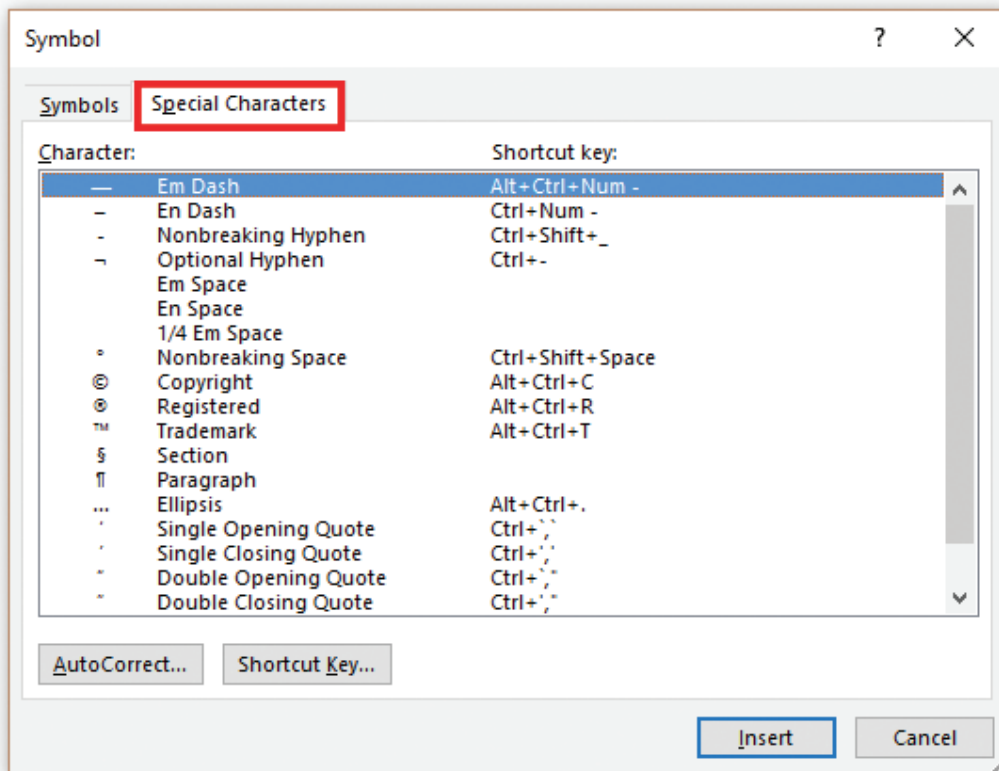 Symbol ? ×
Symbols Special Characters
Character: Shortcut key:
— Em Dash Alt+Ctrl+Num -
– En Dash Ctrl+Num -
- Nonbreaking Hyphen Ctrl+Shift+_
¬ Optional Hyphen Ctrl+-
Em Space
En Space
1/4 Em Space
° Nonbreaking Space Ctrl+Shift+Space
© Copyright Alt+Ctrl+C
® Registered Alt+Ctrl+R
™ Trademark Alt+Ctrl+T
§ Section
¶ Paragraph
… Ellipsis Alt+Ctrl+.
‘ Single Opening Quote Ctrl+`,`
’ Single Closing Quote Ctrl+','
“ Double Opening Quote Ctrl+`,"
” Double Closing Quote Ctrl+',"
AutoCorrect... Shortcut Key...
Insert Cancel